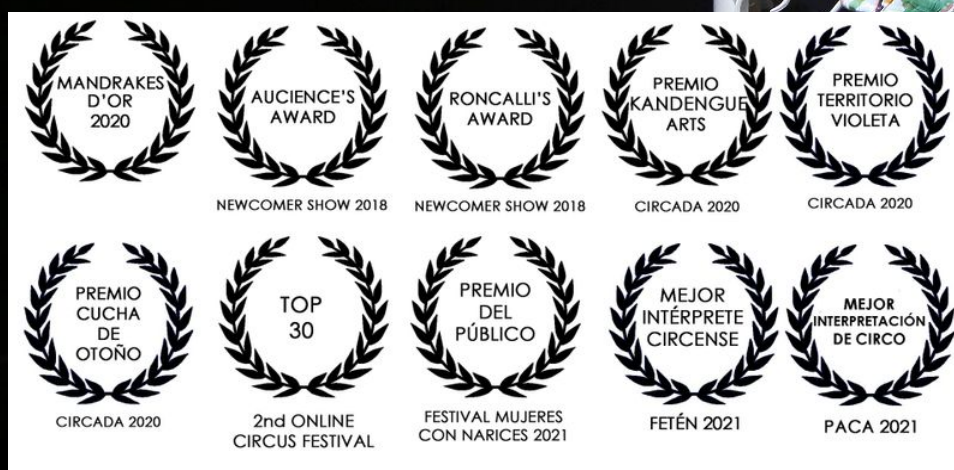 MANDRAKES
D'OR
2020
AUCIENCE'S
AWARD
NEWCOMER SHOW 2018
RONCALLI'S
AWARD
NEWCOMER SHOW 2018
PREMIO
KANDENGUE
ARTS
CIRCADA 2020
PREMIO
TERRITORIO
VIOLETA
CIRCADA 2020
PREMIO
CUCHA
DE
OTOÑO
CIRCADA 2020
TOP
30
2nd ONLINE
CIRCUS FESTIVAL
PREMIO
DEL
PÚBLICO
FESTIVAL MUJERES
CON NARICES 2021
MEJOR
INTÉRPRETE
CIRCENSE
FETÉN 2021
MEJOR
INTERPRETACIÓN
DE CIRCO
PACA 2021